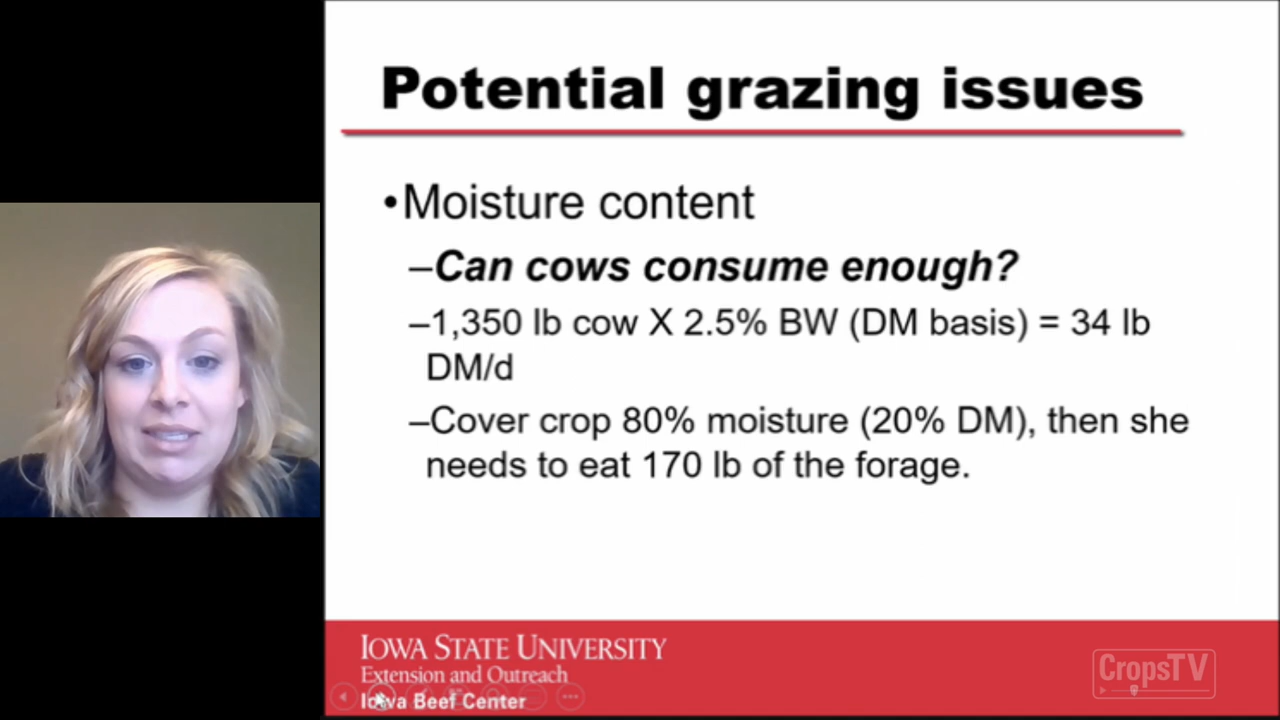 Potential grazing issues
•Moisture content
–Can cows consume enough?
–1,350 lb cow X 2.5% BW (DM basis) = 34 lb
DM/d
–Cover crop 80% moisture (20% DM), then she
needs to eat 170 lb of the forage.
IOWA STATE UNIVERSITY
Extension and Outreach
Iowa Beef Center
CropsTV